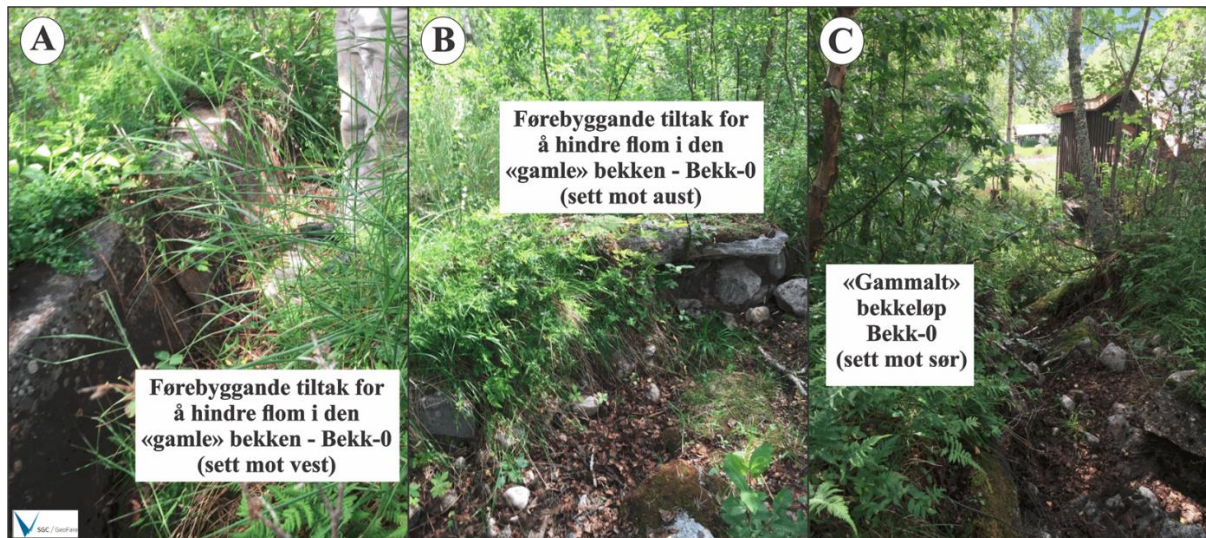 A
Førebyggande tiltak for
å hindre flom i den
«gamle» bekken - Bekk-0
(sett mot vest)
SGC / GeoFare
B
Førebyggande tiltak for
å hindre flom i den
«gamle» bekken - Bekk-0
(sett mot aust)
C
«Gammalt»
bekkeløp
Bekk-0
(sett mot sør)